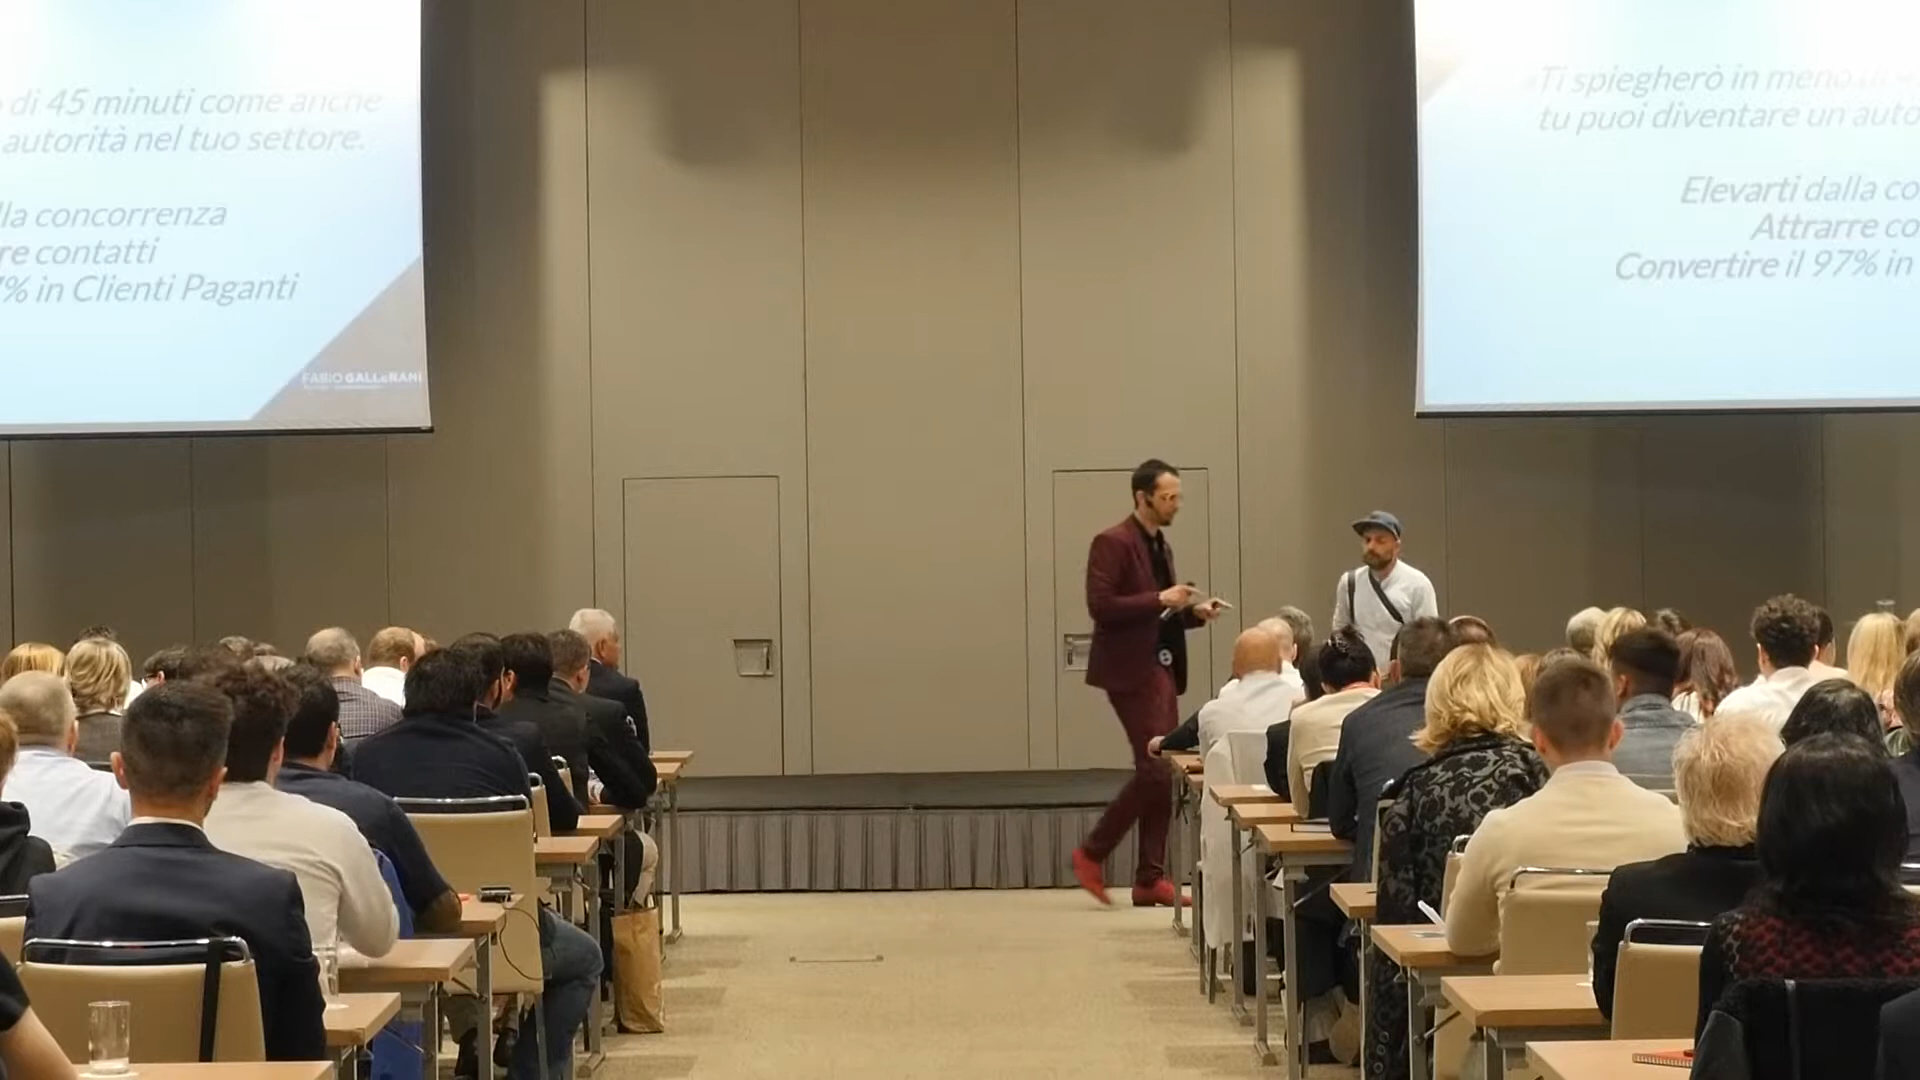 di 45 minuti come anche
autorità nel tuo settore.
lla concorrenza
re contatti
7% in Clienti Paganti
FABIO GALLERANI
Ti spiegherò in meno
tu puoi diventare un auto
Elevarti dalla co
Attrarre co
Convertire il 97% in